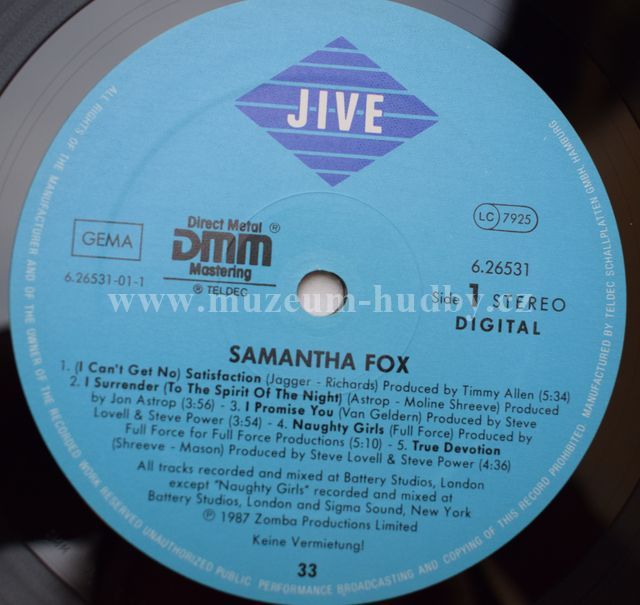 J·I·V·E
GEMA
6.26531-01-1
Direct Metal ®
DMM
Mastering
® TELDEC
LC 7925
6.26531
Side 1 STEREO
DIGITAL
www.muzeum-hudby.cz
SAMANTHA FOX
1. (I Can't Get No) Satisfaction (Jagger - Richards) Produced by Timmy Allen (5:34)
2. I Surrender (To The Spirit Of The Night) (Astrop - Moline Shreeve) Produced
by Jon Astrop (3:56) - 3. I Promise You (Van Geldern) Produced by Steve
Lovell & Steve Power (3:54) - 4. Naughty Girls (Full Force) Produced by
Full Force for Full Force Productions (5:10) - 5. True Devotion
(Shreeve - Mason) Produced by Steve Lovell & Steve Power (4:36)
All tracks recorded and mixed at Battery Studios, London
except "Naughty Girls" recorded and mixed at
Battery Studios, London and Sigma Sound, New York
℗ 1987 Zomba Productions Limited
Keine Vermietung!
33
ALL RIGHTS OF THE MANUFACTURER AND OF THE OWNER OF THE RECORDED WORK RESERVED UNAUTHORIZED PUBLIC PERFORMANCE BROADCASTING AND COPYING OF THIS RECORD PROHIBITED. MANUFACTURED BY TELDEC SCHALLPLATTEN GMBH HAMBURG